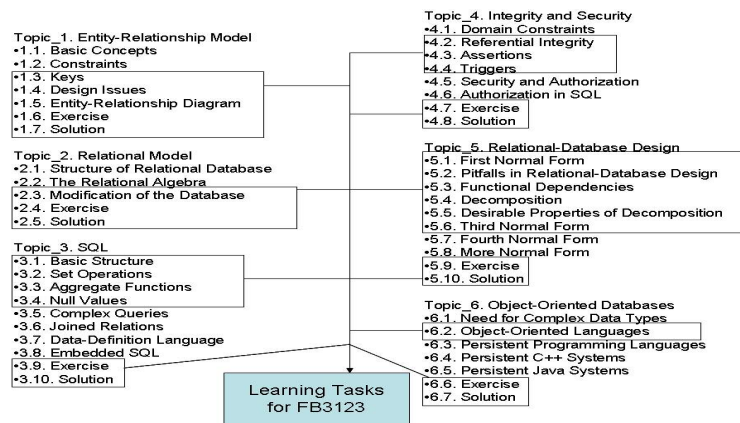 Topic_1. Entity-Relationship Model
•1.1. Basic Concepts
•1.2. Constraints
•1.3. Keys
•1.4. Design Issues
•1.5. Entity-Relationship Diagram
•1.6. Exercise
•1.7. Solution
Topic_2. Relational Model
•2.1. Structure of Relational Database
•2.2. The Relational Algebra
•2.3. Modification of the Database
•2.4. Exercise
•2.5. Solution
Topic_3. SQL
•3.1. Basic Structure
•3.2. Set Operations
•3.3. Aggregate Functions
•3.4. Null Values
•3.5. Complex Queries
•3.6. Joined Relations
•3.7. Data-Definition Language
•3.8. Embedded SQL
•3.9. Exercise
•3.10. Solution
Topic_4. Integrity and Security
•4.1. Domain Constraints
•4.2. Referential Integrity
•4.3. Assertions
•4.4. Triggers
•4.5. Security and Authorization
•4.6. Authorization in SQL
•4.7. Exercise
•4.8. Solution
Topic_5. Relational-Database Design
•5.1. First Normal Form
•5.2. Pitfalls in Relational-Database Design
•5.3. Functional Dependencies
•5.4. Decomposition
•5.5. Desirable Properties of Decomposition
•5.6. Third Normal Form
•5.7. Fourth Normal Form
•5.8. More Normal Form
•5.9. Exercise
•5.10. Solution
Topic_6. Object-Oriented Databases
•6.1. Need for Complex Data Types
•6.2. Object-Oriented Languages
•6.3. Persistent Programming Languages
•6.4. Persistent C++ Systems
•6.5. Persistent Java Systems
•6.6. Exercise
•6.7. Solution
Learning Tasks
for FB3123